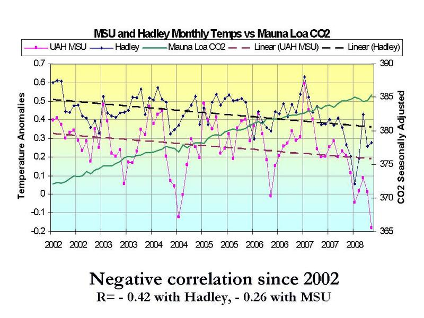 MSU and Hadley Monthly Temps vs Mauna Loa CO2
UAH MSU Hadley Mauna Loa CO2 Linear (UAH MSU) Linear (Hadley)
Temperature Anomalies
0.7
0.6
0.5
0.4
0.3
0.2
0.1
0
-0.1
-0.2
390
385
380
375
370
365
CO2 Seasonally Adjusted
2002 2002 2003 2003 2004 2004 2005 2005 2006 2006 2007 2007 2008
Negative correlation since 2002
R= - 0.42 with Hadley, - 0.26 with MSU